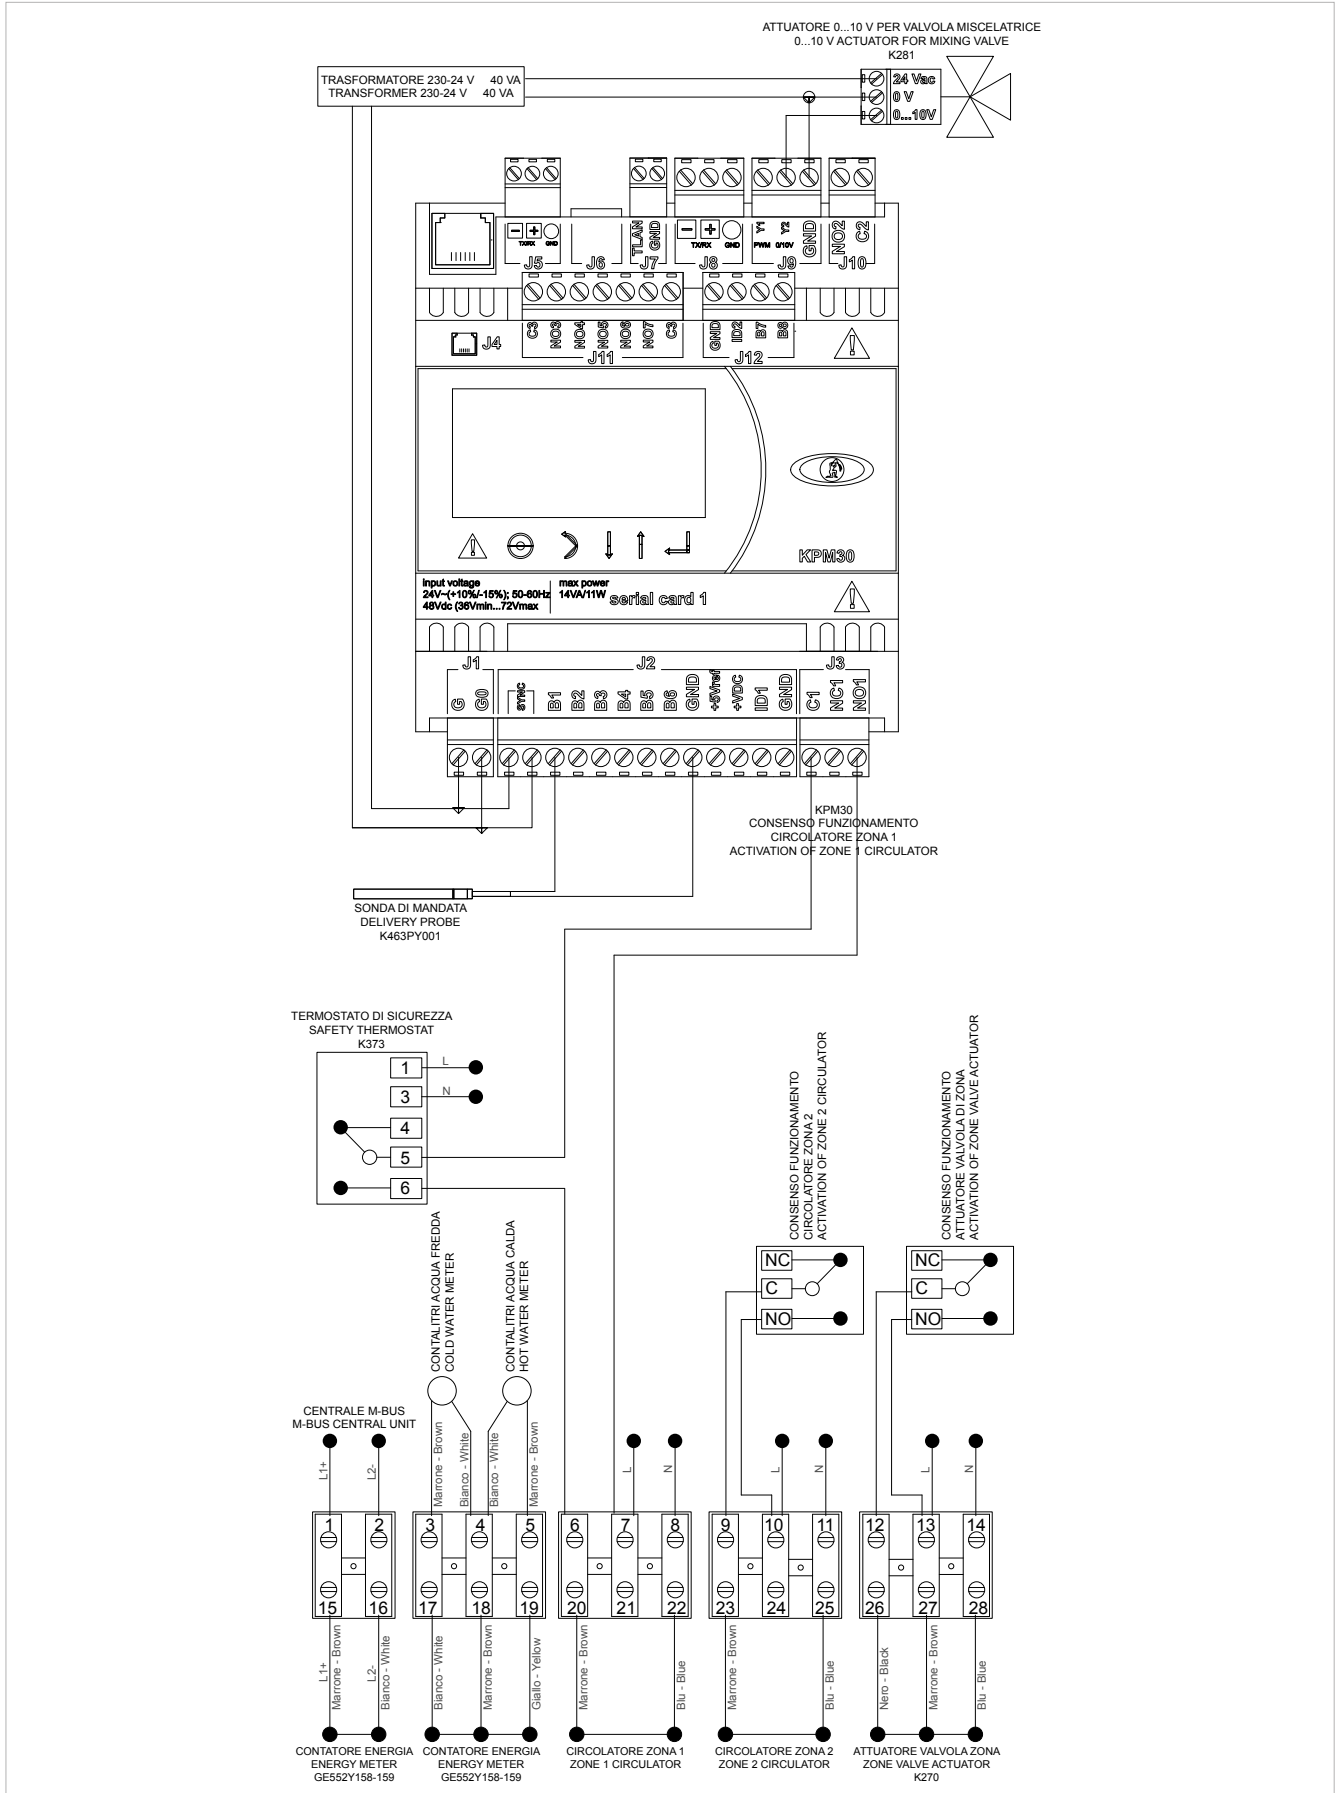 ATTUATORE 0...10 V PER VALVOLA MISCELATRICE
0...10 V ACTUATOR FOR MIXING VALVE
K281
TRASFORMATORE 230-24 V 40 VA
TRANSFORMER 230-24 V 40 VA
24 Vac
0 V
0...10V
TX/RX GND
J5
J6
TLAN
GND
J7
TX/RX GND
J8
Y1
PWM
Y2
0/10V
GND
J9
NO2
C2
J10
J4
C3
NO3
NO4
NO5
NO6
NO7
C3
J11
GND
ID2
B7
B8
J12
KPM30
input voltage
24V~(+10%/-15%); 50-60Hz
48Vdc (36Vmin...72Vmax
max power
14VA/11W
serial card 1
J1
J2
J3
G
G0
SYNC
B1
B2
B3
B4
B5
B6
GND
+5Vref
+VDC
ID1
GND
C1
NC1
NO1
KPM30
CONSENSO FUNZIONAMENTO
CIRCOLATORE ZONA 1
ACTIVATION OF ZONE 1 CIRCULATOR
SONDA DI MANDATA
DELIVERY PROBE
K463PY001
TERMOSTATO DI SICUREZZA
SAFETY THERMOSTAT
K373
1 L
3 N
4
5
6
CONSENSO FUNZIONAMENTO
CIRCOLATORE ZONA 2
ACTIVATION OF ZONE 2 CIRCULATOR
NC
C
NO
CONSENSO FUNZIONAMENTO
ATTUATORE VALVOLA DI ZONA
ACTIVATION OF ZONE VALVE ACTUATOR
NC
C
NO
CONTALITRI ACQUA FREDDA
COLD WATER METER
CONTALITRI ACQUA CALDA
HOT WATER METER
CENTRALE M-BUS
M-BUS CENTRAL UNIT
L1+
L2-
Marrone - Brown
Bianco - White
Bianco - White
Marrone - Brown
L
N
L
N
L
N
1 2 3 4 5 6 7 8 9 10 11 12 13 14
15 16 17 18 19 20 21 22 23 24 25 26 27 28
L1+
Marrone - Brown
L2-
Bianco - White
Bianco - White
Marrone - Brown
Giallo - Yellow
Marrone - Brown
Blu - Blue
Marrone - Brown
Blu - Blue
Nero - Black
Marrone - Brown
Blu - Blue
CONTATORE ENERGIA
ENERGY METER
GE552Y158-159
CONTATORE ENERGIA
ENERGY METER
GE552Y158-159
CIRCOLATORE ZONA 1
ZONE 1 CIRCULATOR
CIRCOLATORE ZONA 2
ZONE 2 CIRCULATOR
ATTUATORE VALVOLA ZONA
ZONE VALVE ACTUATOR
K270